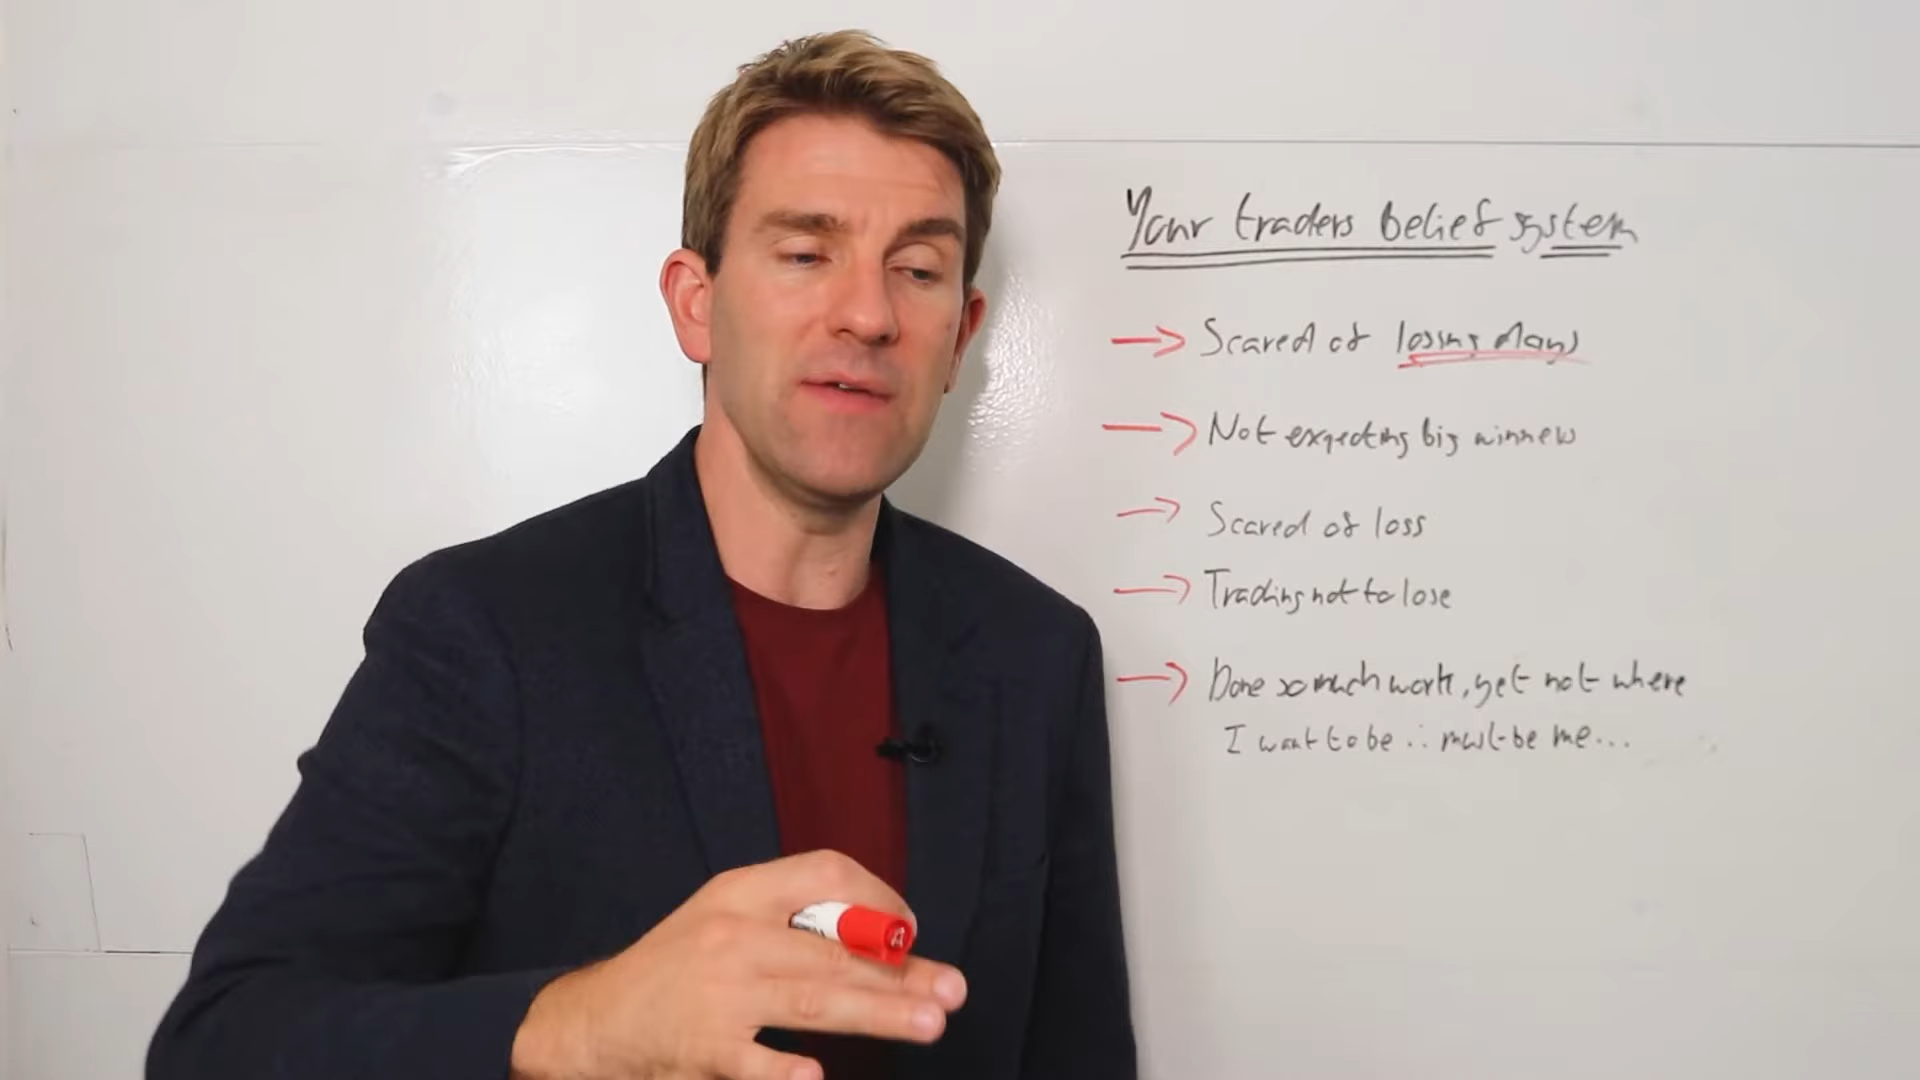 Your traders belief system
→ Scared of losing days
→ Not expecting big winners
→ Scared of loss
→ Trading not to lose
→ Done so much work, yet not where
I want to be ∴ must be me...